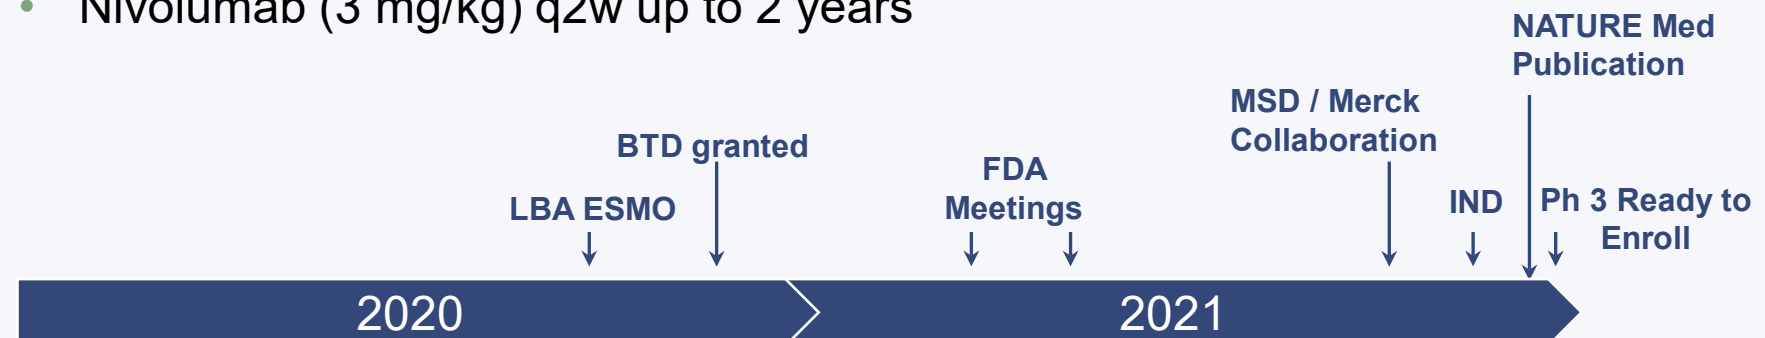 • Nivolumab (3 mg/kg) q2w up to 2 years
NATURE Med
Publication
MSD / Merck
Collaboration
BTD granted
FDA
Meetings
LBA ESMO
IND
Ph 3 Ready to
Enroll
2020
2021